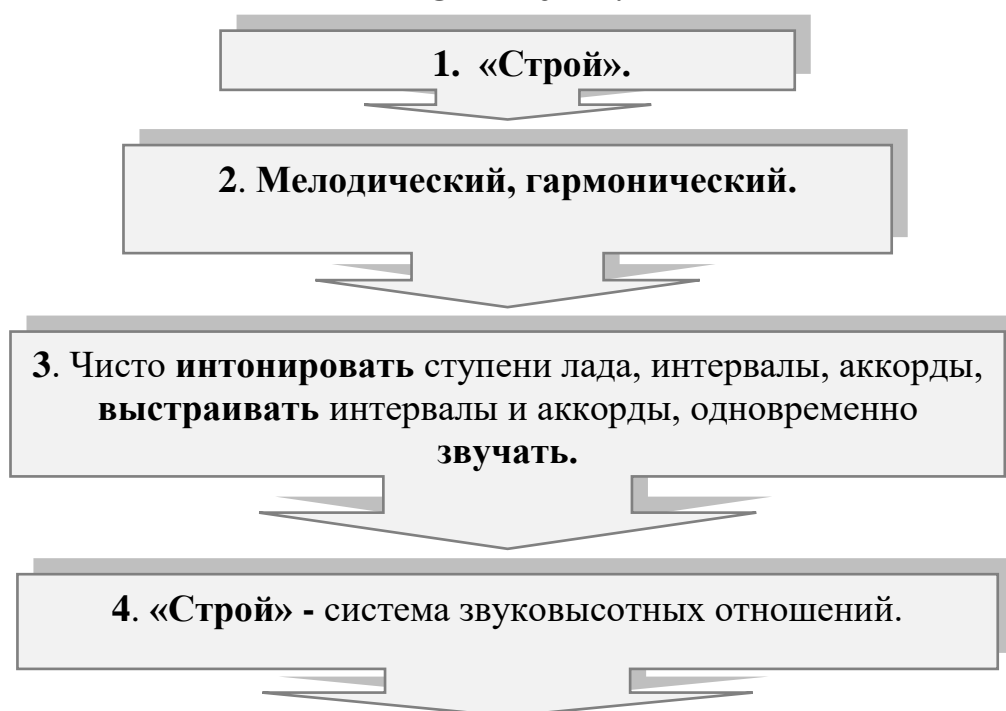 1. «Строй».
2. Мелодический, гармонический.
3. Чисто интонировать ступени лада, интервалы, аккорды,
выстраивать интервалы и аккорды, одновременно
звучать.
4. «Строй» - система звуковысотных отношений.